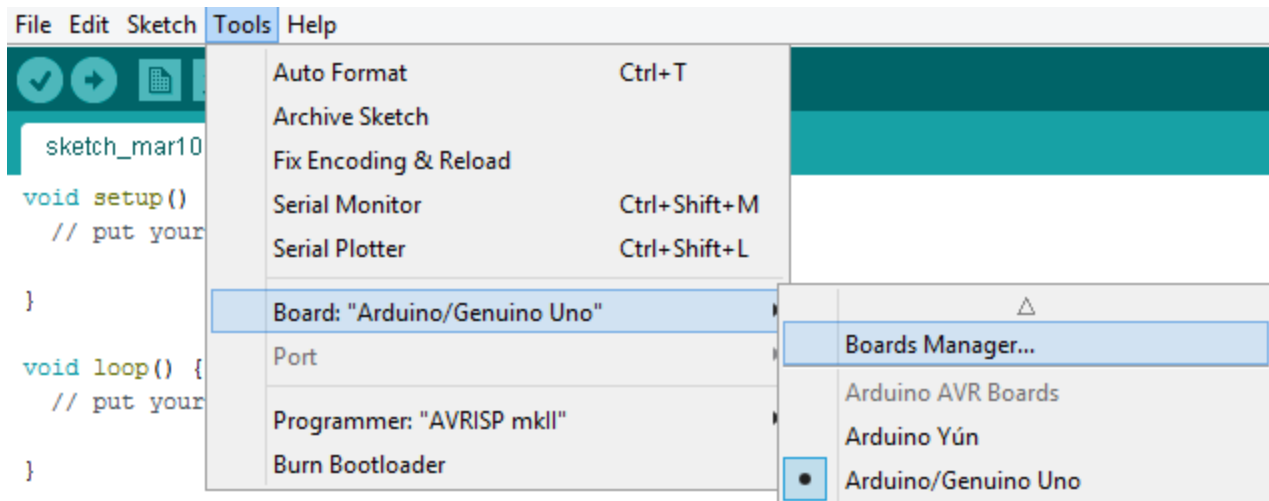 File Edit Sketch Tools Help
Auto Format Ctrl+T
Archive Sketch
sketch_mar10
Fix Encoding & Reload
void setup()
Serial Monitor Ctrl+Shift+M
// put your
Serial Plotter Ctrl+Shift+L
}
Board: "Arduino/Genuino Uno"
Boards Manager...
Port
void loop() {
Arduino AVR Boards
// put your
Programmer: "AVRISP mkII"
Arduino Yún
Burn Bootloader
}
Arduino/Genuino Uno